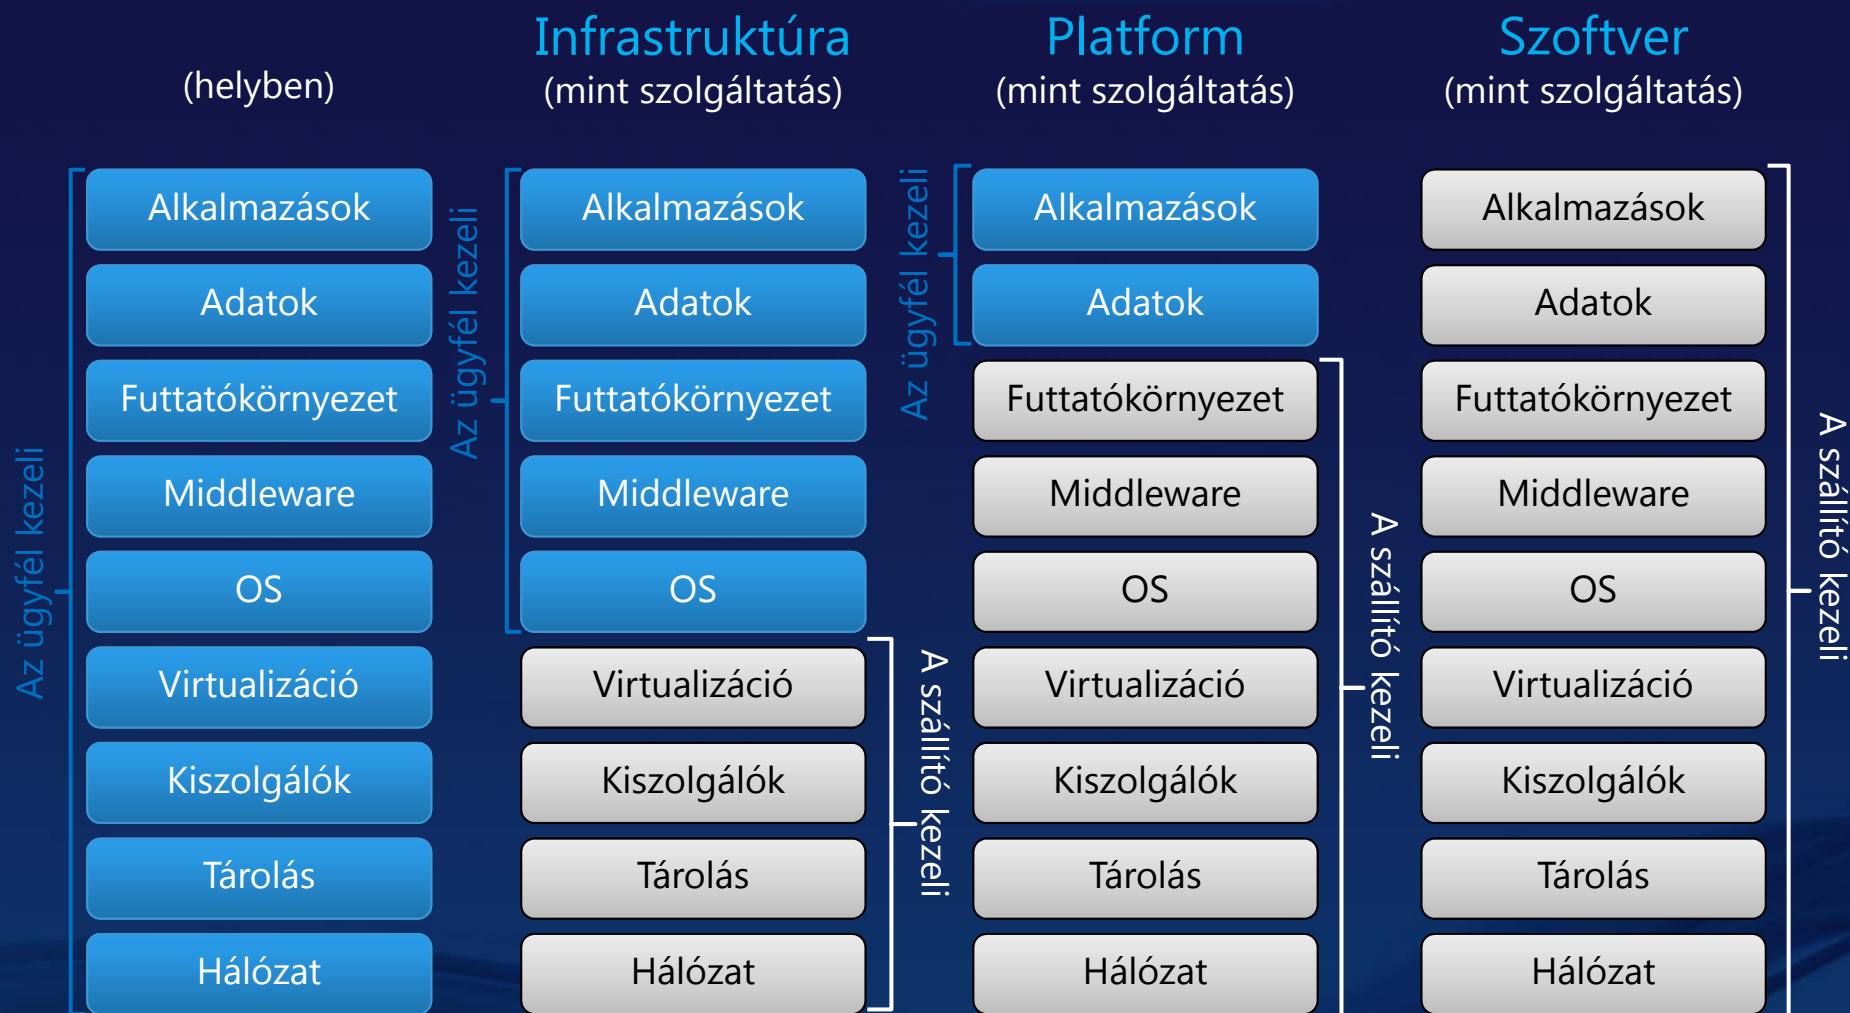 (helyben)
Az ügyfél kezeli
Alkalmazások
Adatok
Futtatókörnyezet
Middleware
OS
Virtualizáció
Kiszolgálók
Tárolás
Hálózat
Infrastruktúra
(mint szolgáltatás)
Az ügyfél kezeli
Alkalmazások
Adatok
Futtatókörnyezet
Middleware
OS
Virtualizáció
Kiszolgálók
Tárolás
Hálózat
A szállító kezeli
Platform
(mint szolgáltatás)
Az ügyfél kezeli
Alkalmazások
Adatok
Futtatókörnyezet
Middleware
OS
Virtualizáció
Kiszolgálók
Tárolás
Hálózat
A szállító kezeli
Szoftver
(mint szolgáltatás)
Alkalmazások
Adatok
Futtatókörnyezet
Middleware
OS
Virtualizáció
Kiszolgálók
Tárolás
Hálózat
A szállító kezeli